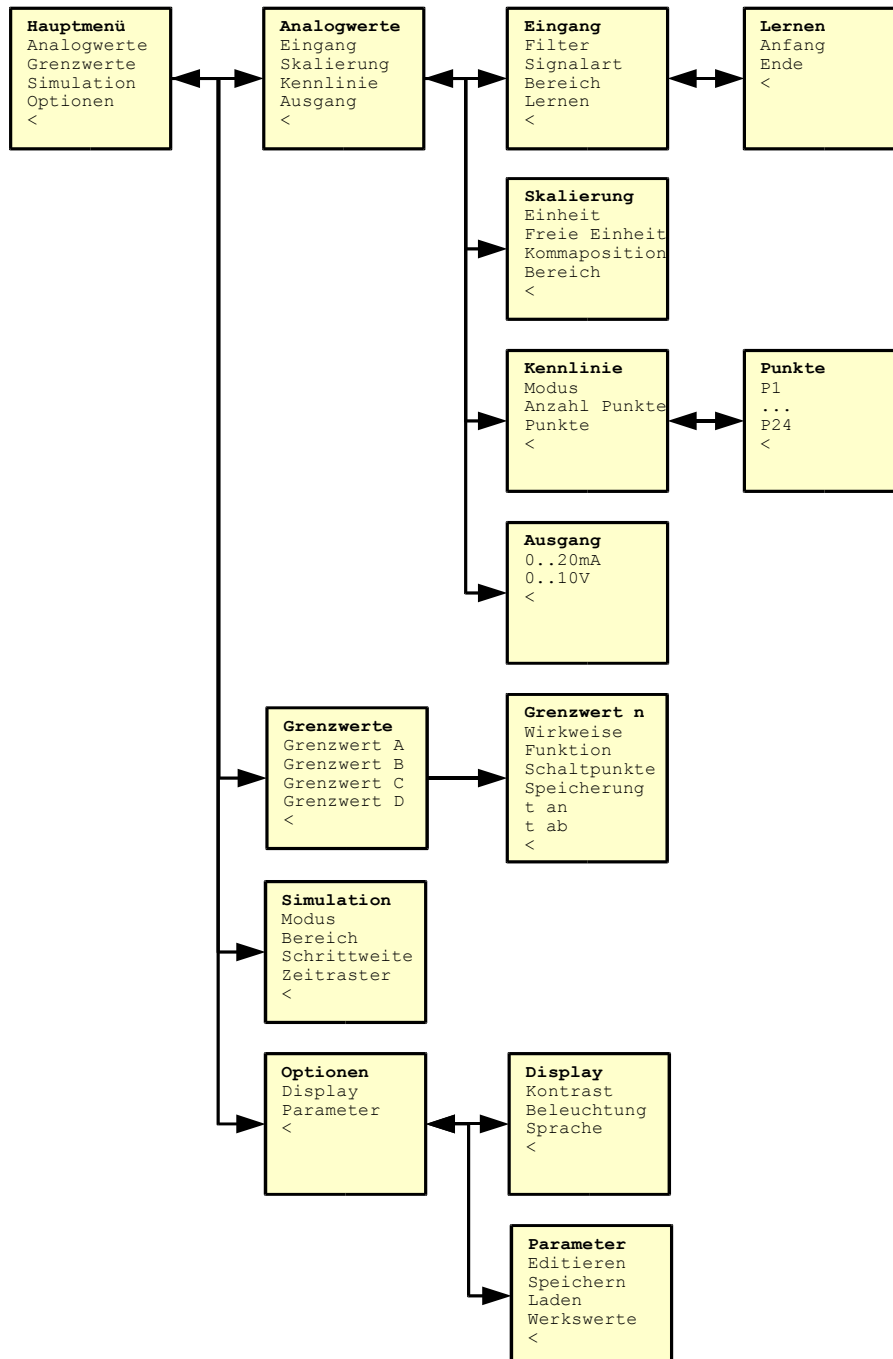 Hauptmenü
Analogwerte
Grenzwerte
Simulation
Optionen
<
Analogwerte
Eingang
Skalierung
Kennlinie
Ausgang
<
Eingang
Filter
Signalart
Bereich
Lernen
<
Lernen
Anfang
Ende
<
Skalierung
Einheit
Freie Einheit
Kommaposition
Bereich
<
Kennlinie
Modus
Anzahl Punkte
Punkte
<
Punkte
P1
...
P24
<
Ausgang
0..20mA
0..10V
<
Grenzwerte
Grenzwert A
Grenzwert B
Grenzwert C
Grenzwert D
<
Grenzwert n
Wirkweise
Funktion
Schaltpunkte
Speicherung
t an
t ab
<
Simulation
Modus
Bereich
Schrittweite
Zeitraster
<
Optionen
Display
Parameter
<
Display
Kontrast
Beleuchtung
Sprache
<
Parameter
Editieren
Speichern
Laden
Werkswerte
<